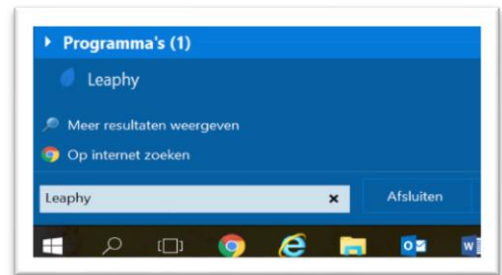 Programma's (1)
Leaphy
Meer resultaten weergeven
Op internet zoeken
Leaphy
Afsluiten